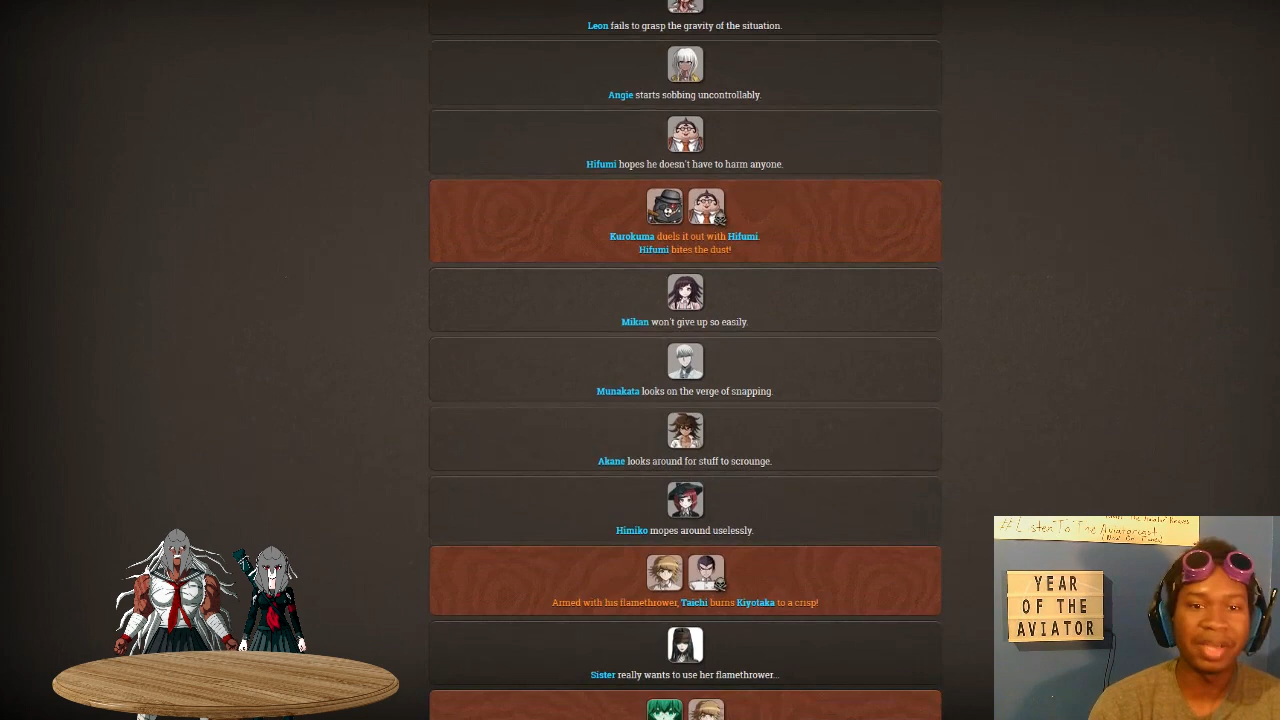 Leon fails to grasp the gravity of the situation.
Angie starts sobbing uncontrollably.
Hifumi hopes he doesn't have to harm anyone.
Kurokuma duels it out with Hifumi.
Hifumi bites the dust!
Mikan won't give up so easily.
Munakata looks on the verge of snapping.
Akane looks around for stuff to scrounge.
Himiko mopes around uselessly.
Armed with his flamethrower, Taichi burns Kiyotaka to a crisp!
Sister really wants to use her flamethrower...
To The Aviatorcast
YEAR
OF THE
AVIATOR